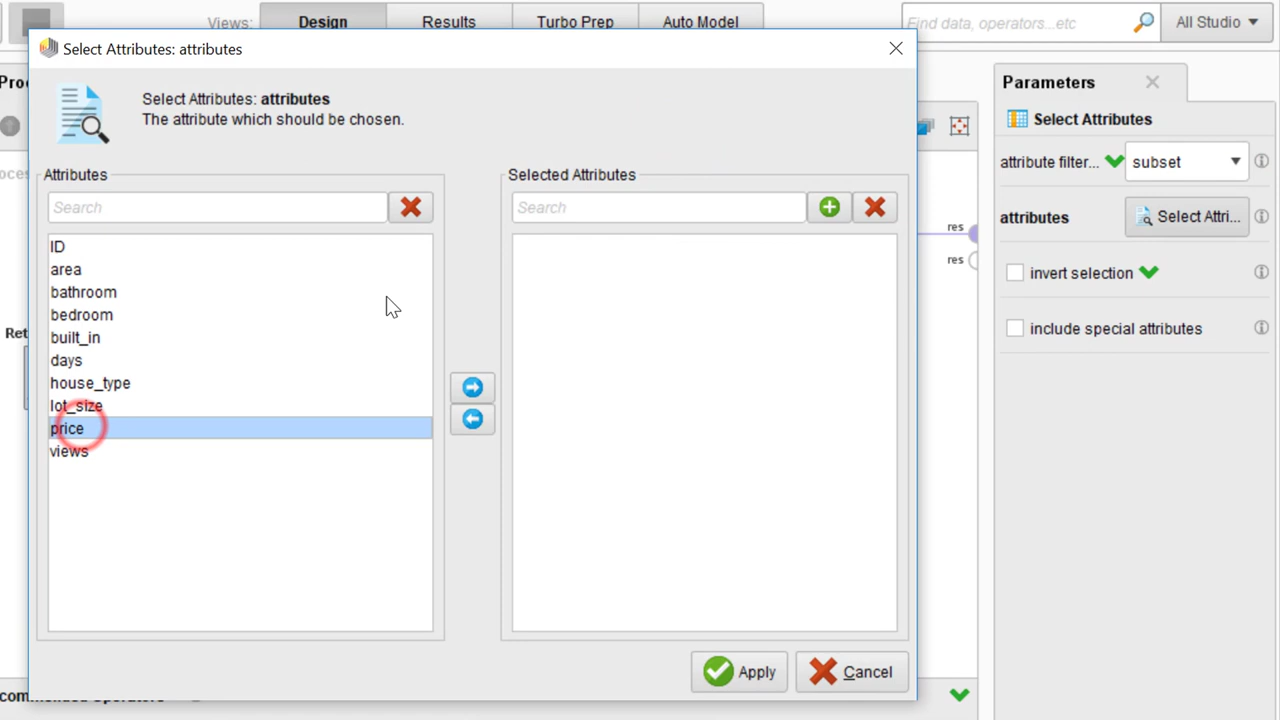 Views: Design Results Turbo Prep Auto Model Find data, operators...etc All Studio
Select Attributes: attributes
Select Attributes: attributes
The attribute which should be chosen.
Attributes
Search
ID
area
bathroom
bedroom
built_in
days
house_type
lot_size
price
views
Selected Attributes
Search
Apply Cancel
res
res
Ret
Parameters
Select Attributes
attribute filter... subset
attributes Select Attri...
invert selection
include special attributes